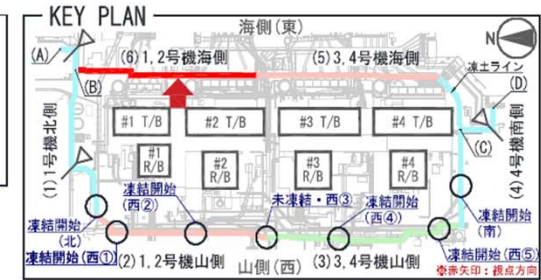 KEY PLAN
海側(東)
N
(A)
(6)1,2号機海側
(5)3,4号機海側
凍土ライン
(B)
(D)
#1 T/B
#2 T/B
#3 T/B
#4 T/B
(C)
(1)1号機北側
(4)4号機南側
#1
R/B
#2
R/B
#3
R/B
#4
R/B
凍結開始
(西②)
未凍結・西③
凍結開始
(西④)
凍結開始
(北)
凍結開始
(南)
凍結開始(西①)
(2)1,2号機山側
山側(西)
(3)3,4号機山側
凍結開始(西⑤)
※赤矢印:視点方向